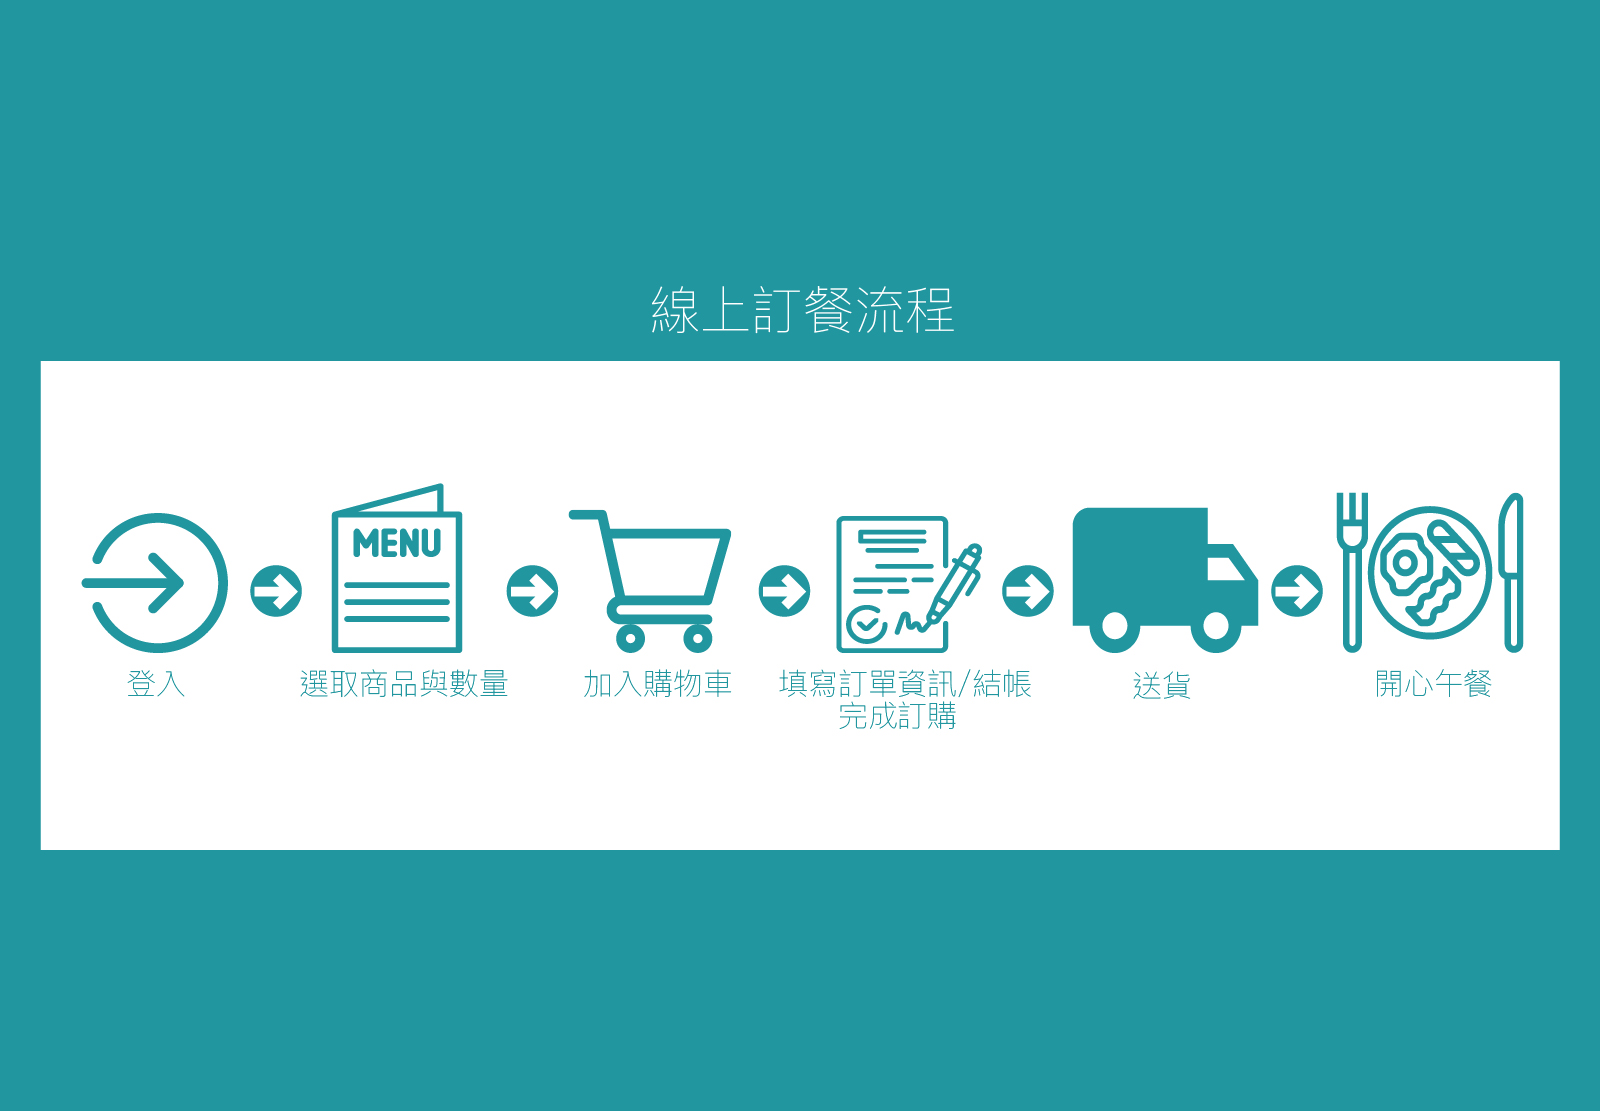 線上訂餐流程
MENU
登入
選取商品與數量
加入購物車
填寫訂單資訊/結帳
完成訂購
送貨
開心午餐